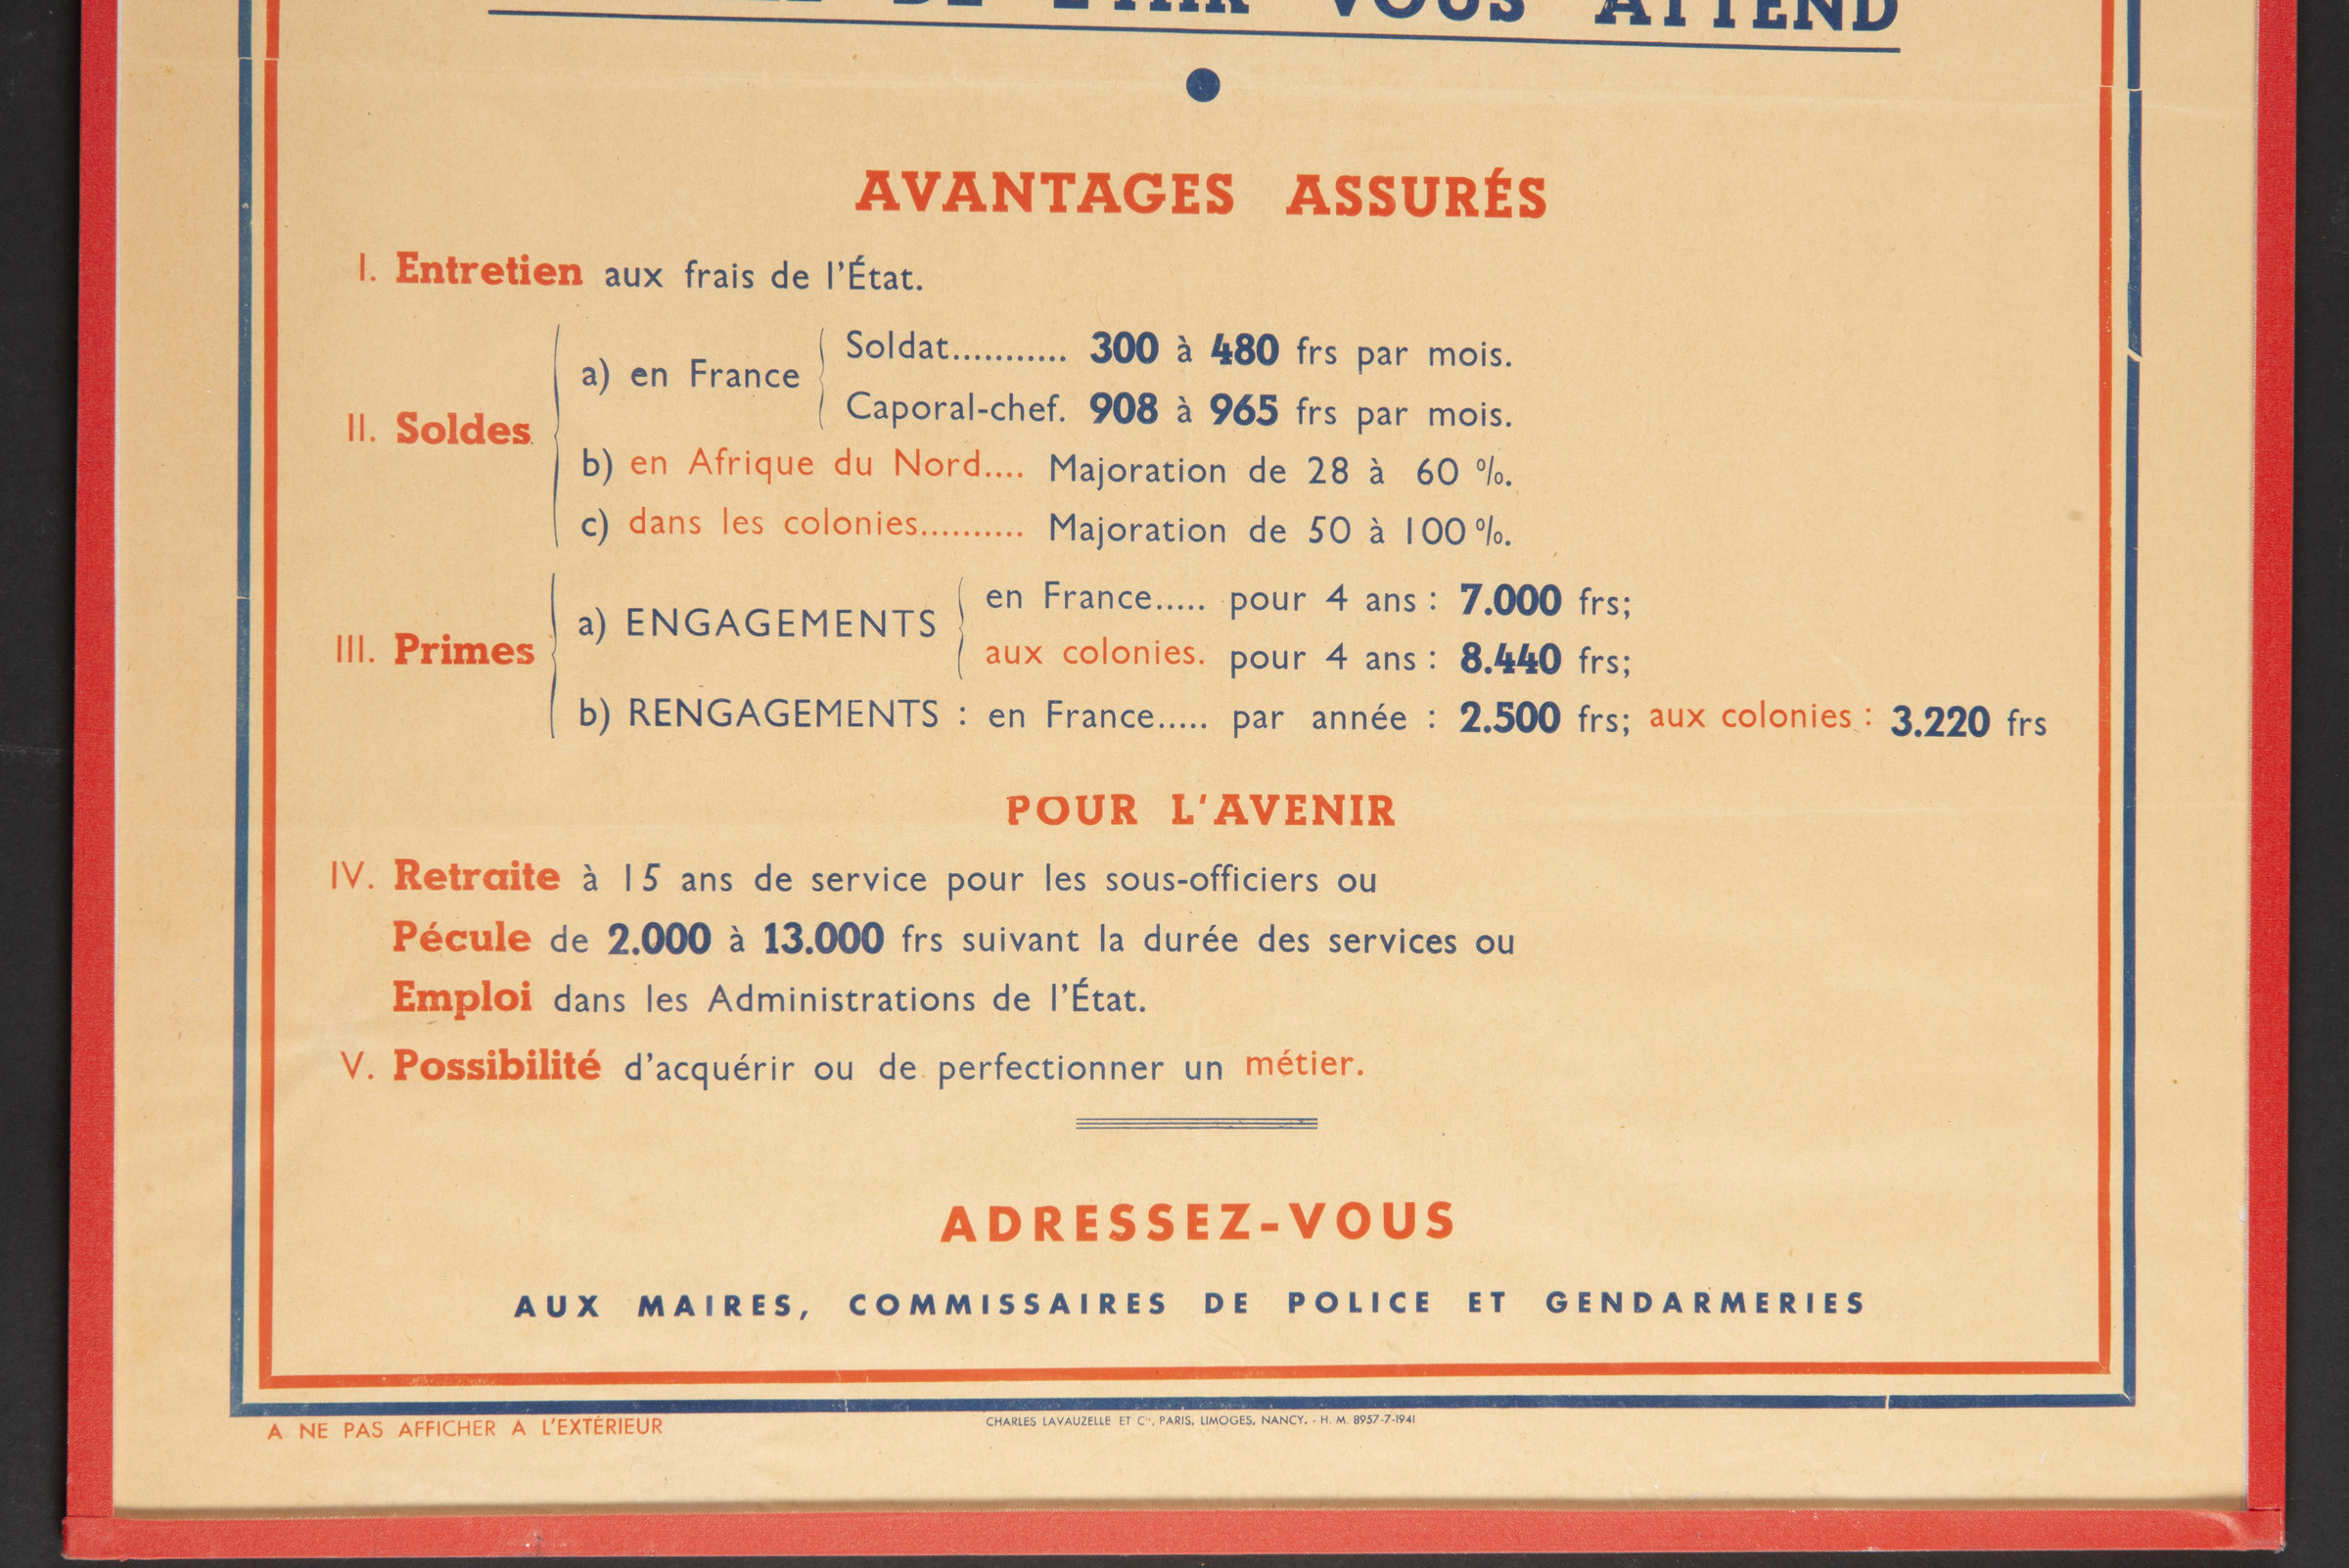 DE L'AIR VOUS ATTEND
AVANTAGES ASSURÉS
I. Entretien aux frais de l'État.
II. Soldes
a) en France
Soldat........... 300 à 480 frs par mois.
Caporal-chef. 908 à 965 frs par mois.
b) en Afrique du Nord.... Majoration de 28 à 60 %.
c) dans les colonies.......... Majoration de 50 à 100 %.
III. Primes
a) ENGAGEMENTS
en France..... pour 4 ans : 7.000 frs;
aux colonies. pour 4 ans : 8.440 frs;
b) RENGAGEMENTS : en France..... par année : 2.500 frs; aux colonies : 3.220 frs
POUR L'AVENIR
IV. Retraite à 15 ans de service pour les sous-officiers ou
Pécule de 2.000 à 13.000 frs suivant la durée des services ou
Emploi dans les Administrations de l'État.
V. Possibilité d'acquérir ou de perfectionner un métier.
ADRESSEZ-VOUS
AUX MAIRES, COMMISSAIRES DE POLICE ET GENDARMERIES
A NE PAS AFFICHER A L'EXTÉRIEUR
CHARLES LAVAUZELLE ET Cie, PARIS, LIMOGES, NANCY. - H. M. 8957-7-1941